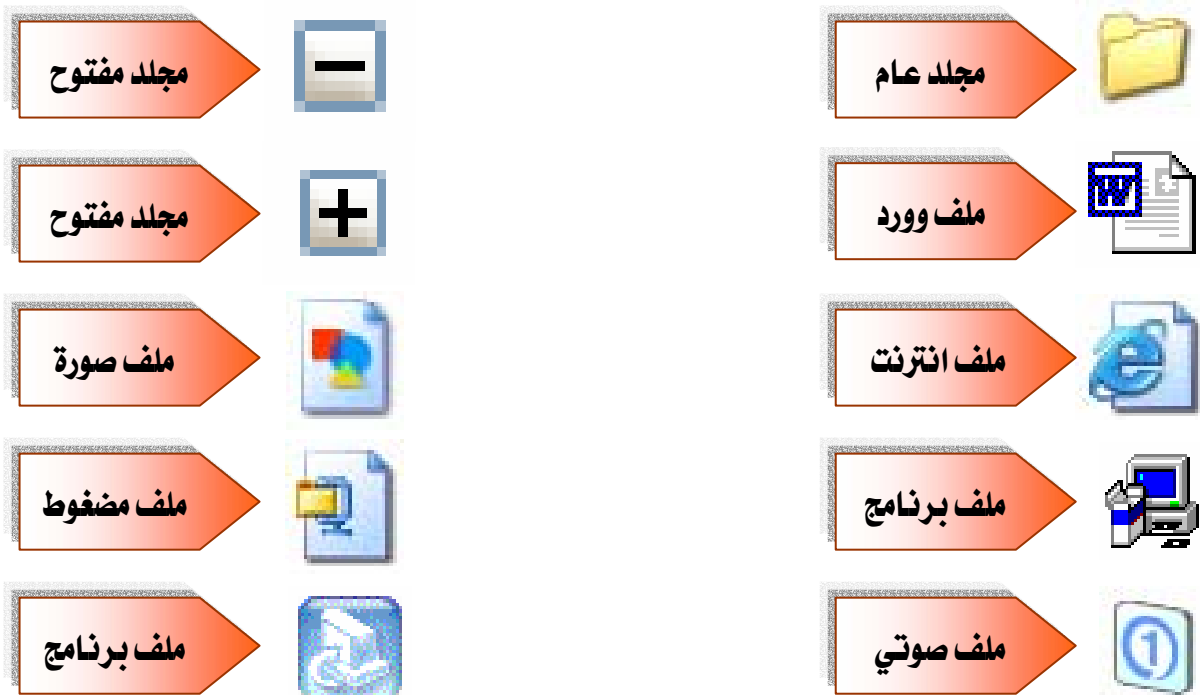 مجلد عام
مجلد مفتوح
ملف وورد
مجلد مفتوح
ملف انترنت
ملف صورة
ملف برنامج
ملف مضغوط
ملف صوتي
ملف برنامج